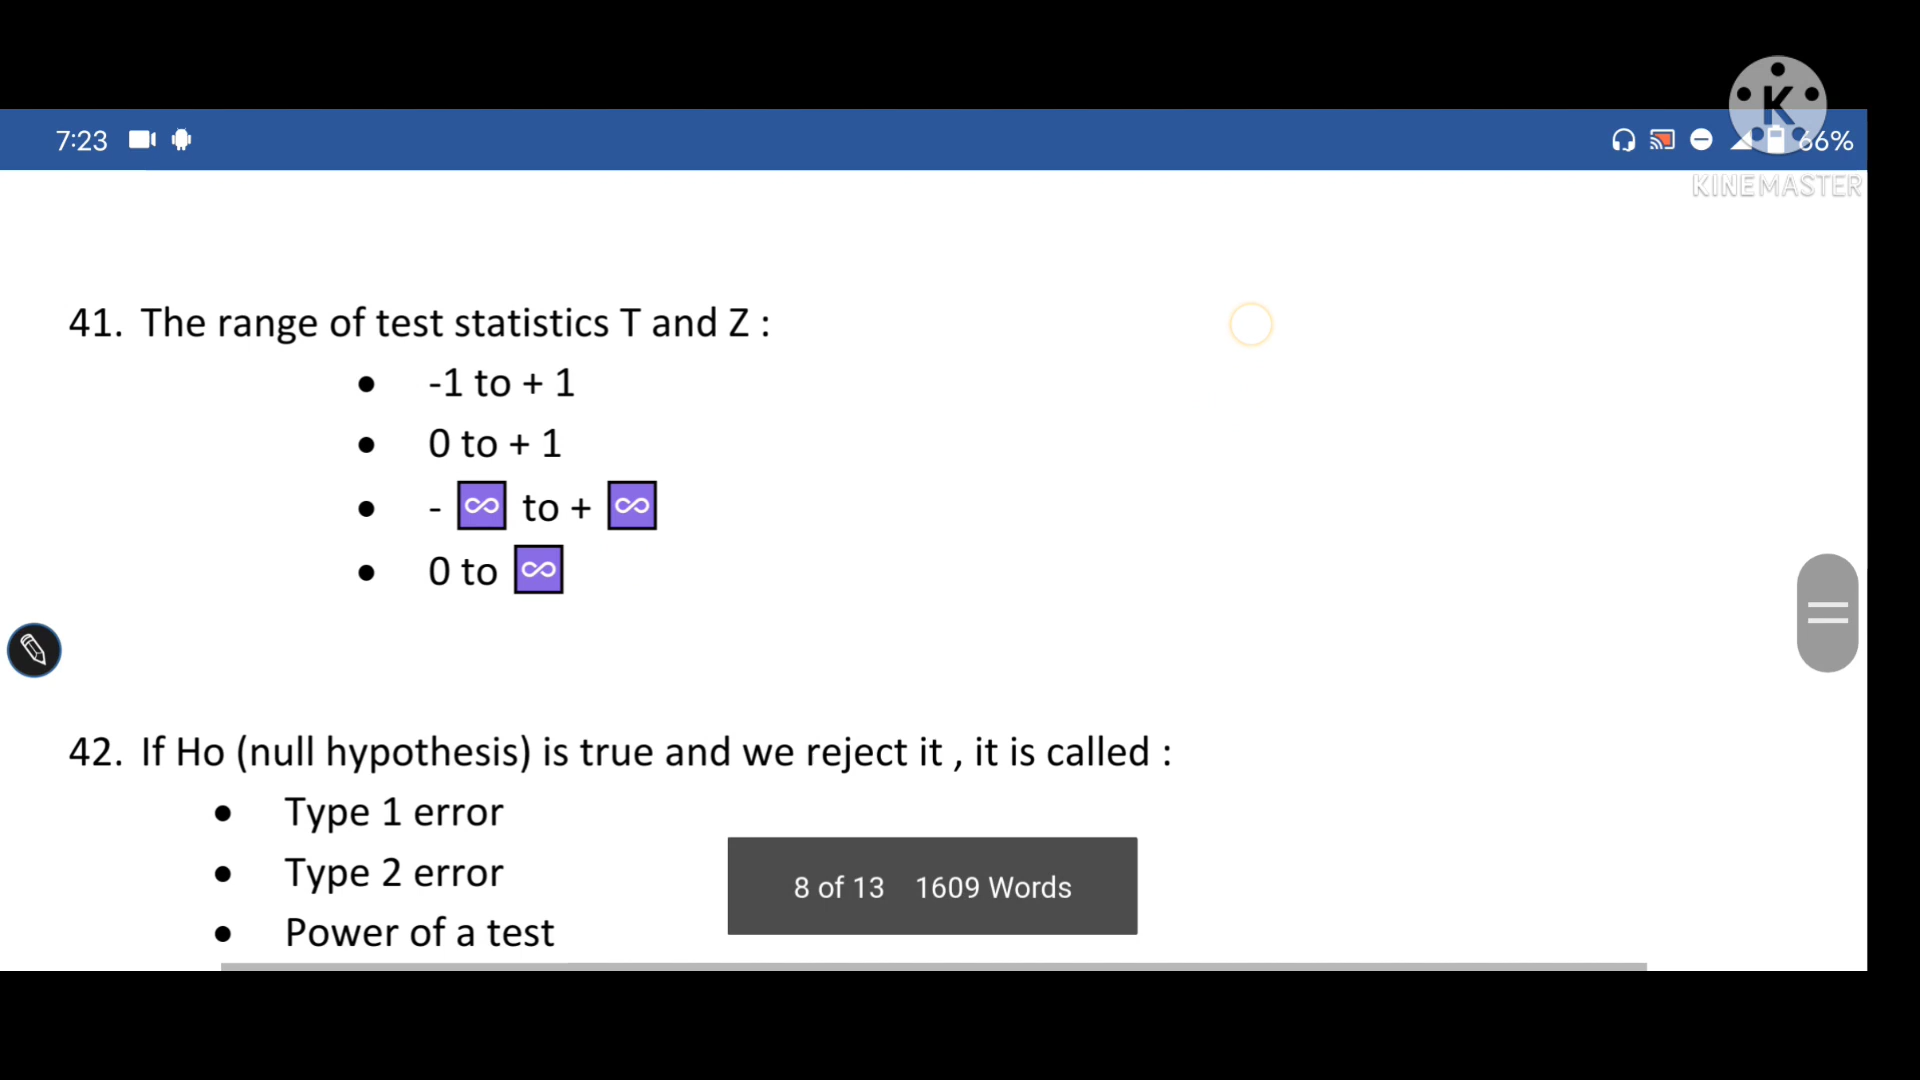 7:23 66%
K
KINEMASTER
41. The range of test statistics T and Z :
• -1 to + 1
• 0 to + 1
• - ∞ to + ∞
• 0 to ∞
42. If Ho (null hypothesis) is true and we reject it , it is called :
• Type 1 error
• Type 2 error
• Power of a test
8 of 13 1609 Words